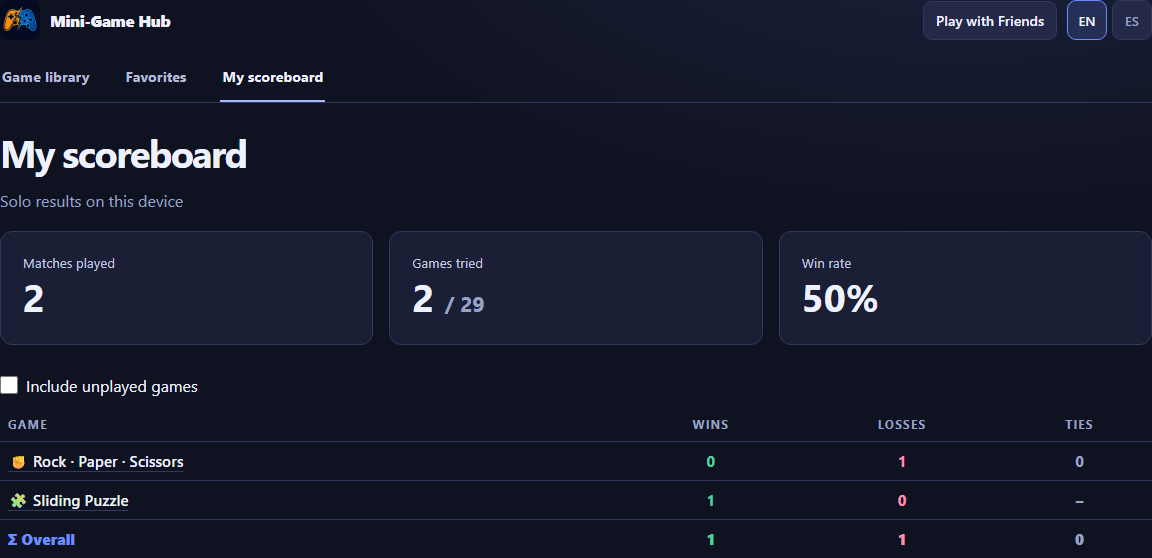 Mini-Game Hub
Play with Friends
EN
ES
Game library Favorites My scoreboard
My scoreboard
Solo results on this device
Matches played
2
Games tried
2 / 29
Win rate
50%
Include unplayed games
GAME WINS LOSSES TIES
Rock · Paper · Scissors 0 1 0
Sliding Puzzle 1 0 –
Σ Overall 1 1 0